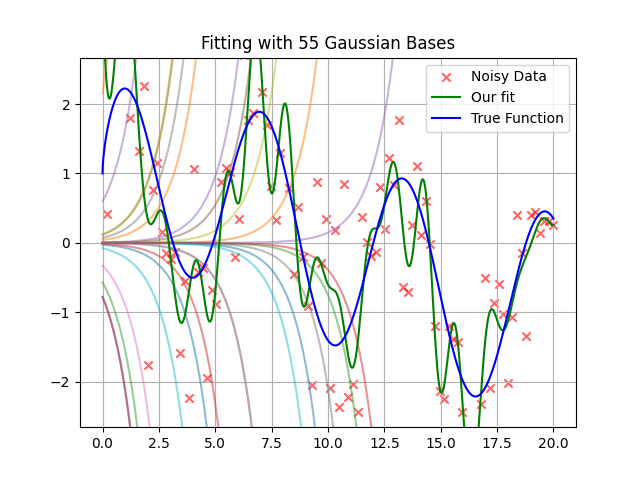 Fitting with 55 Gaussian Bases
Noisy Data
Our fit
True Function
2
1
0
−1
−2
0.0 2.5 5.0 7.5 10.0 12.5 15.0 17.5 20.0